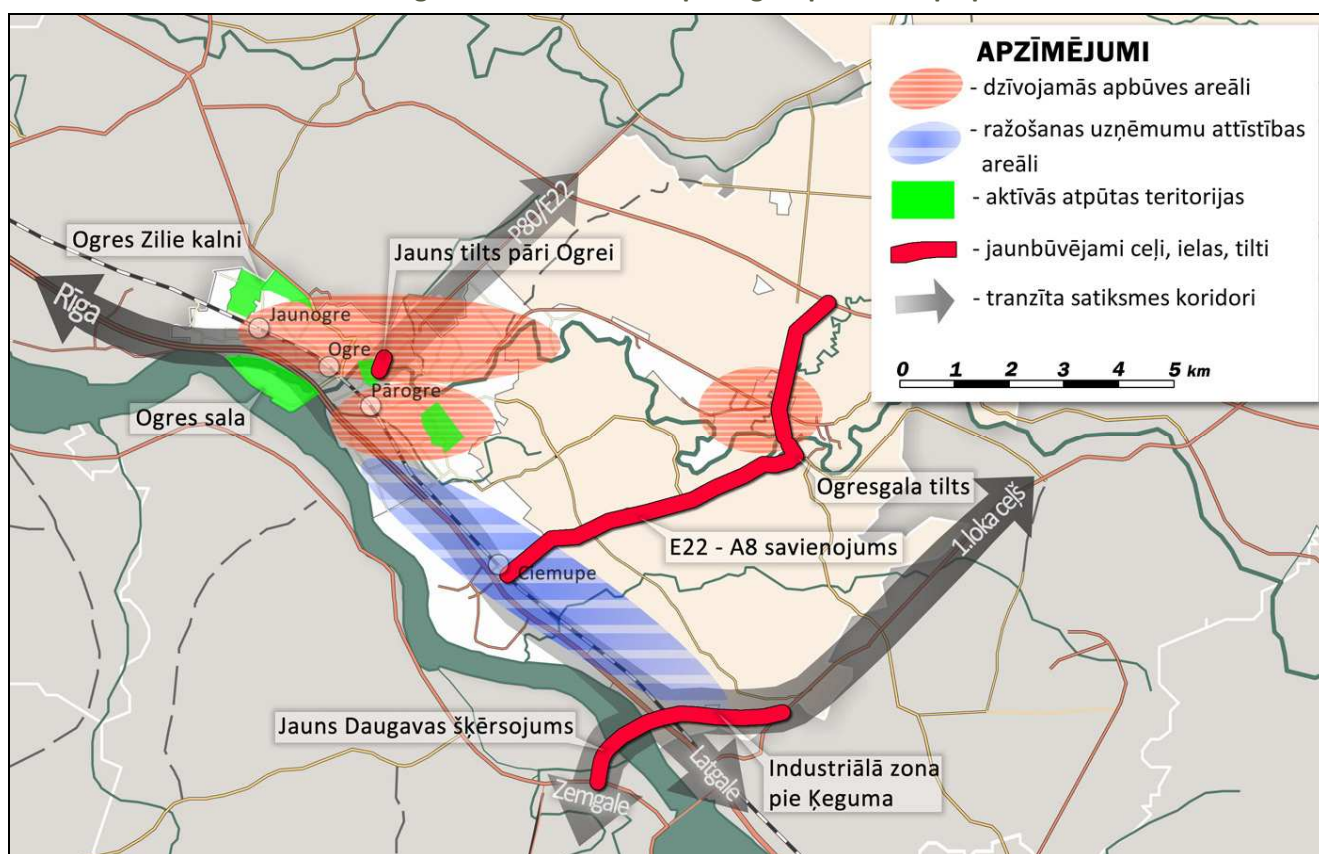 APZĪMĒJUMI
- dzīvojamās apbūves areāli
- ražošanas uzņēmumu attīstības
areāli
- aktīvās atpūtas teritorijas
- jaunbūvējami ceļi, ielas, tilti
- tranzīta satiksmes koridori
0 1 2 3 4 5 km
P80/E22
Ogres Zilie kalni
Jauns tilts pāri Ogrei
Rīga
Jaunogre
Ogre
Pārogre
Ogres sala
Ogresgala tilts
1.loka ceļš
E22 - A8 savienojums
Ciemupe
Jauns Daugavas šķērsojums
Latgale
Zemgale
Industriālā zona
pie Ķeguma